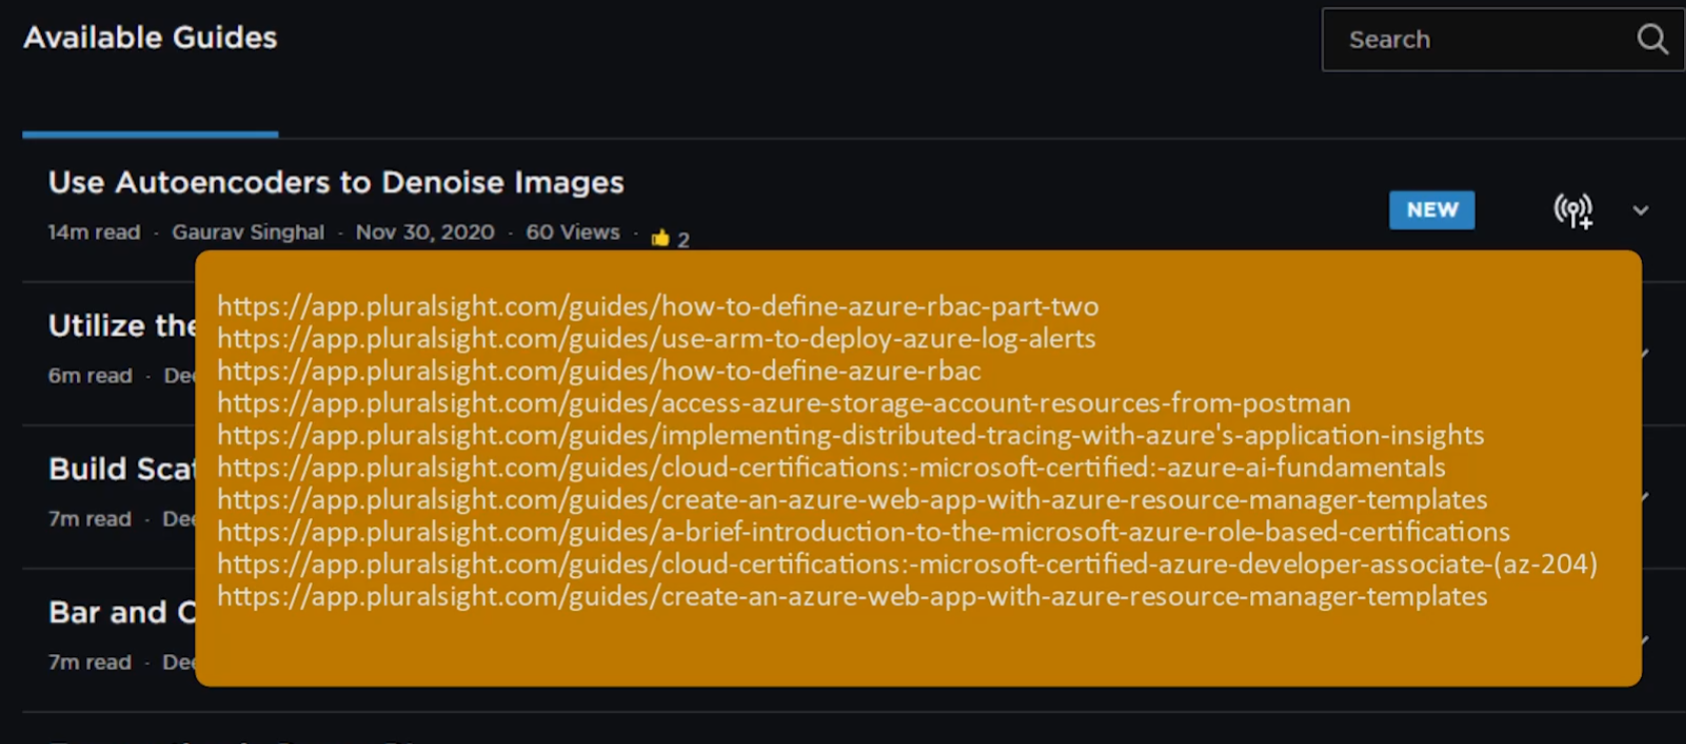 Available Guides
Search
Use Autoencoders to Denoise Images
NEW
14m read · Gaurav Singhal · Nov 30, 2020 · 60 Views · 2
https://app.pluralsight.com/guides/how-to-define-azure-rbac-part-two
Utilize the
https://app.pluralsight.com/guides/use-arm-to-deploy-azure-log-alerts
https://app.pluralsight.com/guides/how-to-define-azure-rbac
6m read ·
https://app.pluralsight.com/guides/access-azure-storage-account-resources-from-postman
https://app.pluralsight.com/guides/implementing-distributed-tracing-with-azure's-application-insights
Build
https://app.pluralsight.com/guides/cloud-certifications:-microsoft-certified:-azure-ai-fundamentals
https://app.pluralsight.com/guides/create-an-azure-web-app-with-azure-resource-manager-templates
7m read ·
https://app.pluralsight.com/guides/a-brief-introduction-to-the-microsoft-azure-role-based-certifications
https://app.pluralsight.com/guides/cloud-certifications:-microsoft-certified-azure-developer-associate-(az-204)
https://app.pluralsight.com/guides/create-an-azure-web-app-with-azure-resource-manager-templates
Bar and
7m read ·